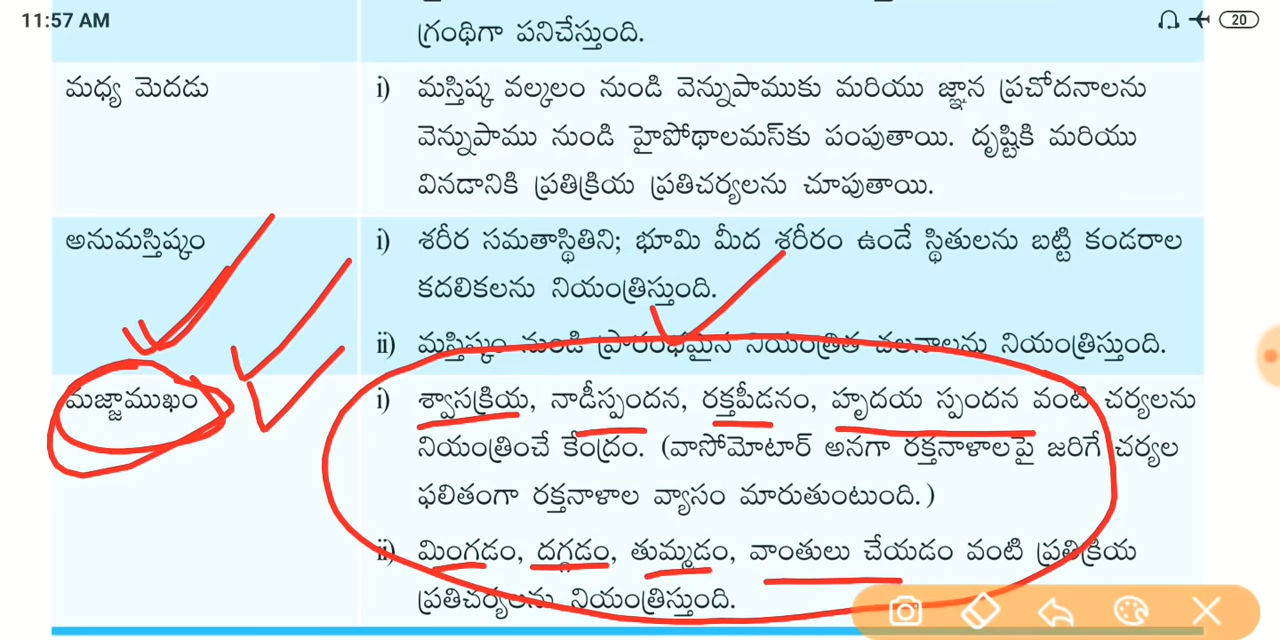 11:57 AM
20
గ్రంథిగా పనిచేస్తుంది.
మధ్య మెదడు
i) మస్తిష్క వల్కలం నుండి వెన్నుపాముకు మరియు జ్ఞాన ప్రచోదనాలను
వెన్నుపాము నుండి హైపోథాలమస్‌కు పంపుతాయి. దృష్టికి మరియు
వినడానికి ప్రతిక్రియ ప్రతిచర్యలను చూపుతాయి.
అనుమస్తిష్కం
i) శరీర సమతాస్థితిని; భూమి మీద శరీరం ఉండే స్థితులను బట్టి కండరాల
కదలికలను నియంత్రిస్తుంది.
ii) మస్తిష్కం నుండి ప్రారంభమైన నియంత్రిత చలనాలను నియంత్రిస్తుంది.
మజ్జాముఖం
i) శ్వాసక్రియ, నాడీస్పందన, రక్తపీడనం, హృదయ స్పందన వంటి చర్యలను
నియంత్రించే కేంద్రం. (వాసోమోటార్ అనగా రక్తనాళాలపై జరిగే చర్యల
ఫలితంగా రక్తనాళాల వ్యాసం మారుతుంటుంది.)
ii) మింగడం, దగ్గడం, తుమ్మడం, వాంతులు చేయడం వంటి ప్రతిక్రియ
ప్రతిచర్యలను నియంత్రిస్తుంది.